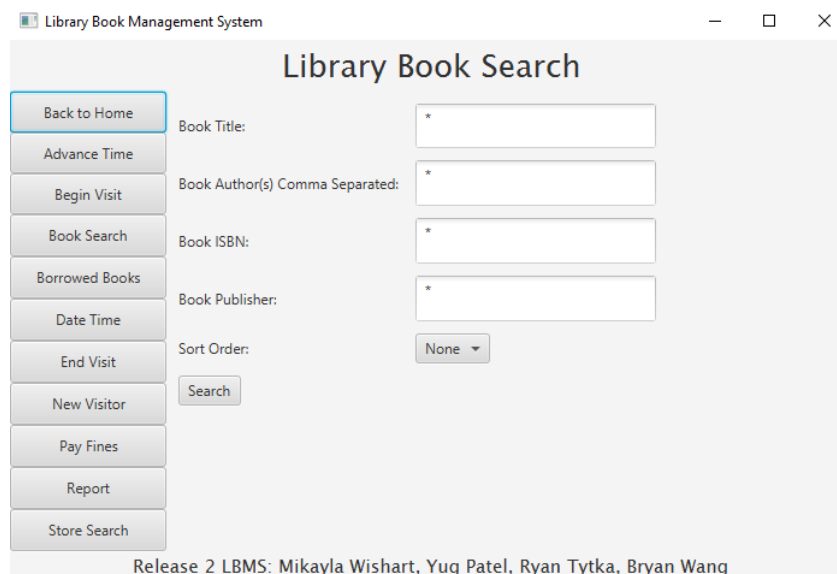 Library Book Management System
Library Book Search
Back to Home
Advance Time
Begin Visit
Book Search
Borrowed Books
Date Time
End Visit
New Visitor
Pay Fines
Report
Store Search
Book Title: *
Book Author(s) Comma Separated: *
Book ISBN: *
Book Publisher: *
Sort Order: None
Search
Release 2 LBMS: Mikayla Wishart, Yug Patel, Ryan Tytka, Bryan Wang